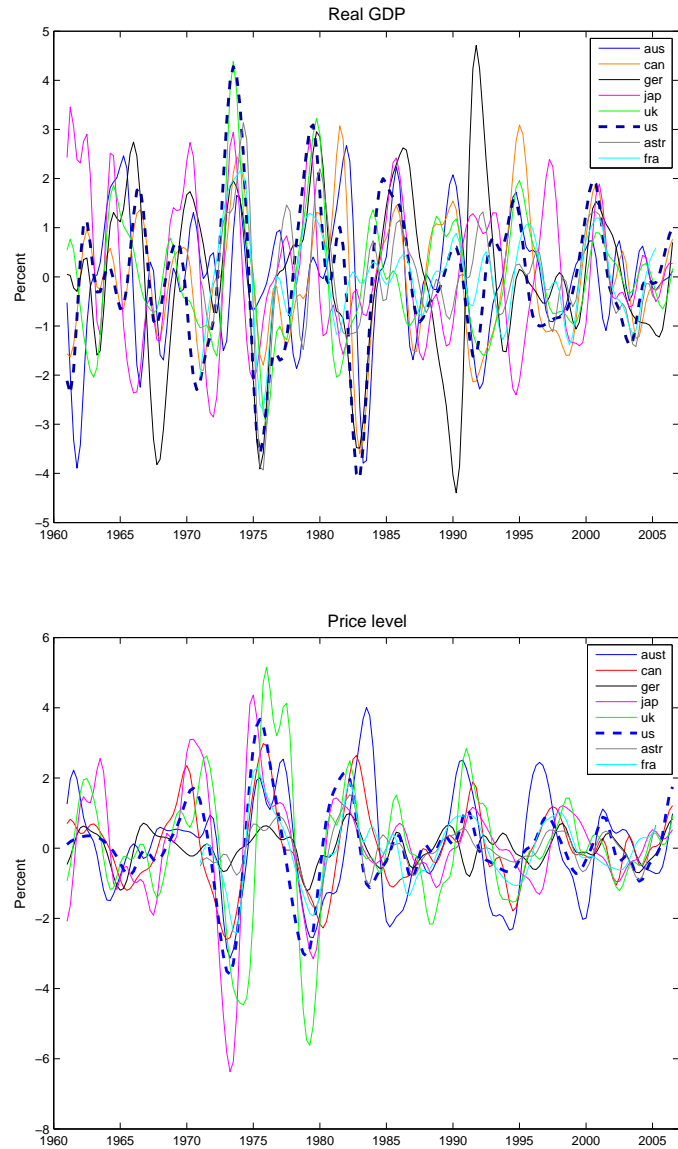 Real GDP
5
4
3
2
1
0
−1
−2
−3
−4
−5
Percent
1960
1965
1970
1975
1980
1985
1990
1995
2000
2005
aus
can
ger
jap
uk
us
astr
fra
Price level
6
4
2
0
−2
−4
−6
−8
Percent
1960
1965
1970
1975
1980
1985
1990
1995
2000
2005
aust
can
ger
jap
uk
us
astr
fra